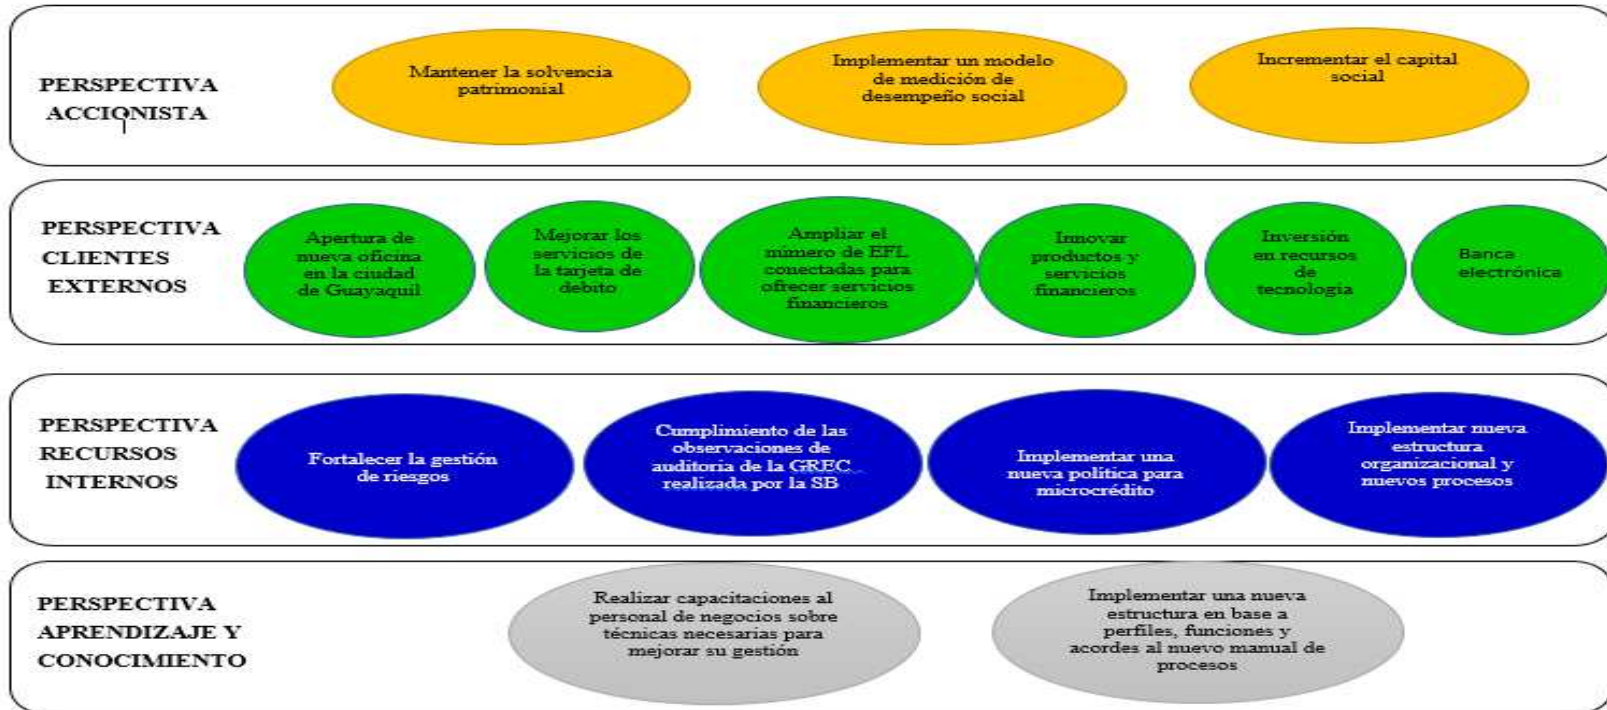 PERSPECTIVA
ACCIONISTA
Mantener la solvencia
patrimonial
Implementar un modelo
de medición de
desempeño social
Incrementar el capital
social
PERSPECTIVA
CLIENTES
EXTERNOS
Apertura de
nueva oficina
en la ciudad
de Guayaquil
Mejorar los
servicios de
la tarjeta de
debito
Ampliar el
número de EFL
conectadas para
ofrecer servicios
financieros
Innovar
productos y
servicios
financieros
Inversión
en recursos
de
tecnología
Banca
electrónica
PERSPECTIVA
RECURSOS
INTERNOS
Fortalecer la gestión
de riesgos
Cumplimiento de las
observaciones de
auditoria de la GREC
realizada por la SB
Implementar una
nueva política para
microcrédito
Implementar nueva
estructura
organizacional y
nuevos procesos
PERSPECTIVA
APRENDIZAJE Y
CONOCIMIENTO
Realizar capacitaciones al
personal de negocios sobre
técnicas necesarias para
mejorar su gestión
Implementar una nueva
estructura en base a
perfiles, funciones y
acordes al nuevo manual de
procesos